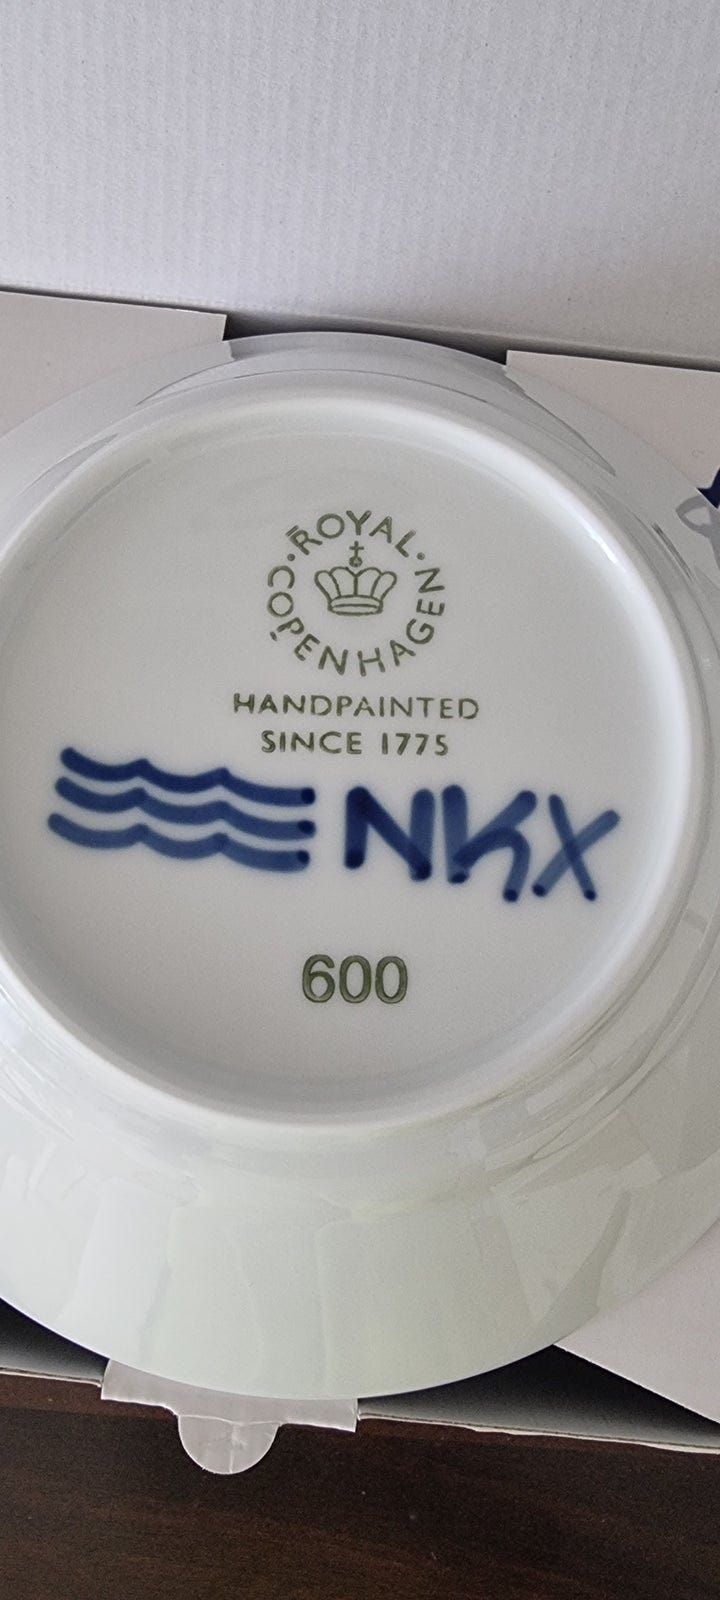 ROYAL COPENHAGEN
HANDPAINTED
SINCE 1775
NKX
600